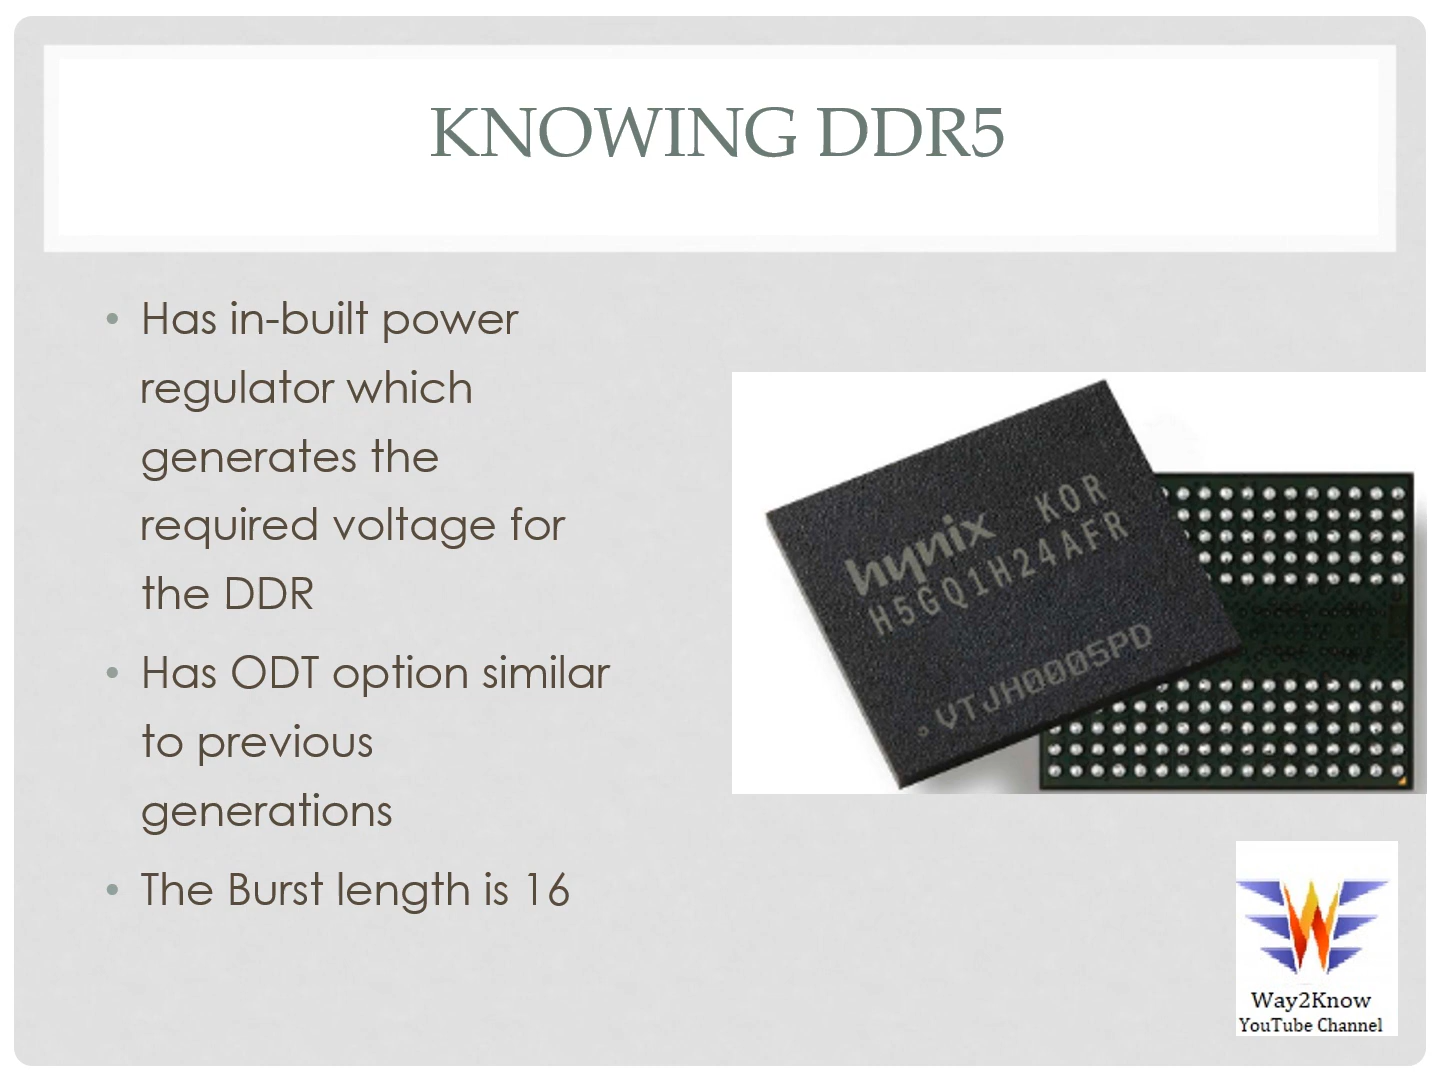 KNOWING DDR5
• Has in-built power
regulator which
generates the
required voltage for
the DDR
• Has ODT option similar
to previous
generations
• The Burst length is 16
hynix KOR
H5GQ1H24AFR
.VTJH0005PD
Way2Know
YouTube Channel